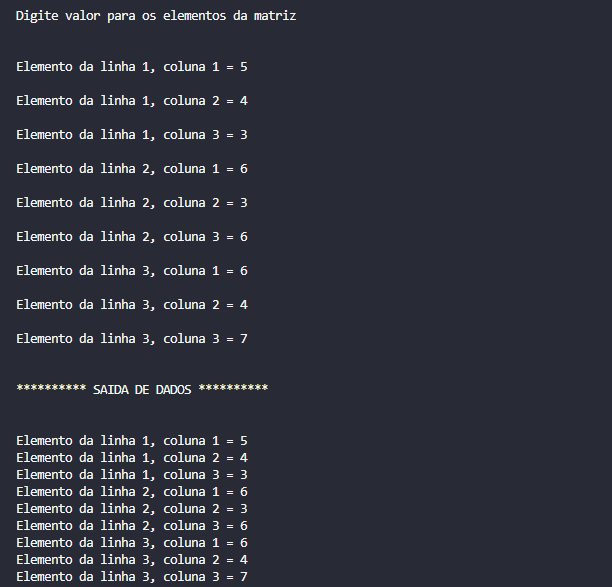 Digite valor para os elementos da matriz
Elemento da linha 1, coluna 1 = 5
Elemento da linha 1, coluna 2 = 4
Elemento da linha 1, coluna 3 = 3
Elemento da linha 2, coluna 1 = 6
Elemento da linha 2, coluna 2 = 3
Elemento da linha 2, coluna 3 = 6
Elemento da linha 3, coluna 1 = 6
Elemento da linha 3, coluna 2 = 4
Elemento da linha 3, coluna 3 = 7
********** SAIDA DE DADOS **********
Elemento da linha 1, coluna 1 = 5
Elemento da linha 1, coluna 2 = 4
Elemento da linha 1, coluna 3 = 3
Elemento da linha 2, coluna 1 = 6
Elemento da linha 2, coluna 2 = 3
Elemento da linha 2, coluna 3 = 6
Elemento da linha 3, coluna 1 = 6
Elemento da linha 3, coluna 2 = 4
Elemento da linha 3, coluna 3 = 7